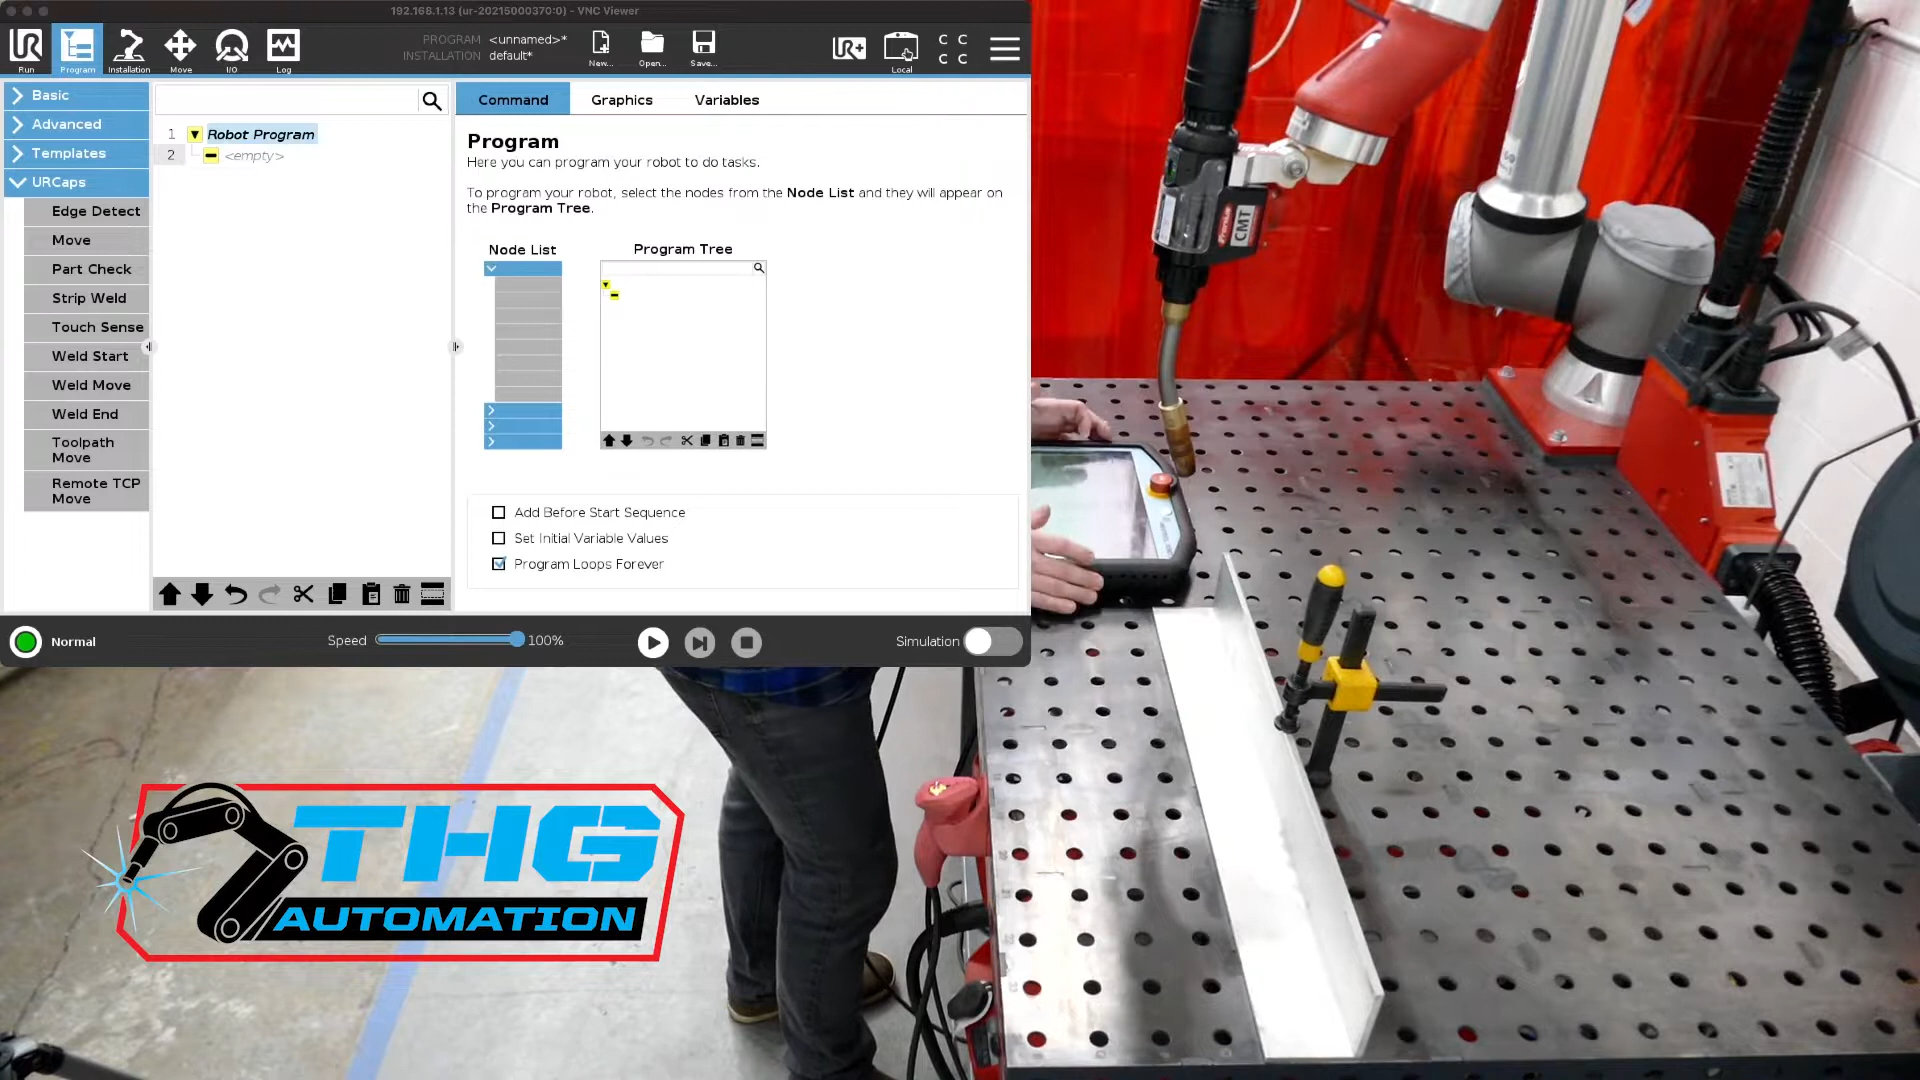 192.168.1.13 (ur-20215000370:0) - VNC Viewer
PROGRAM <unnamed>*
INSTALLATION default*
Run
Program
Installation
Move
I/O
Log
New...
Open...
Save...
UR+
Local
C C
C C
Basic
Advanced
Templates
URCaps
Edge Detect
Move
Part Check
Strip Weld
Touch Sense
Weld Start
Weld Move
Weld End
Toolpath
Move
Remote TCP
Move
1 Robot Program
2 <empty>
Command
Graphics
Variables
Program
Here you can program your robot to do tasks.
To program your robot, select the nodes from the Node List and they will appear on
the Program Tree.
Node List
Program Tree
Add Before Start Sequence
Set Initial Variable Values
Program Loops Forever
Normal
Speed
100%
Simulation
Fronius
CMT
THG
AUTOMATION